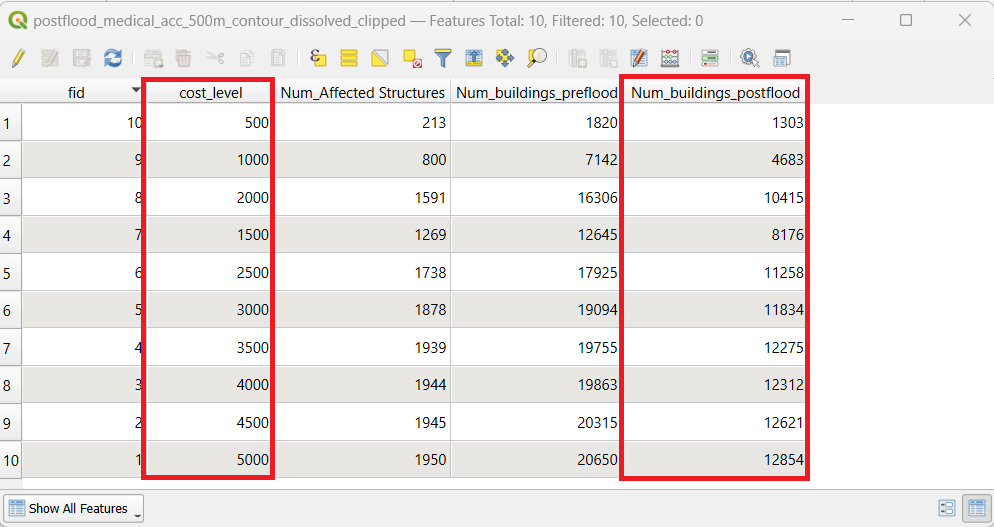 postflood_medical_acc_500m_contour_dissolved_clipped — Features Total: 10, Filtered: 10, Selected: 0
fid cost_level Num_Affected Structures Num_buildings_preflood Num_buildings_postflood
1 10 500 213 1820 1303
2 9 1000 800 7142 4683
3 8 2000 1591 16306 10415
4 7 1500 1269 12645 8176
5 6 2500 1738 17925 11258
6 5 3000 1878 19094 11834
7 4 3500 1939 19755 12275
8 3 4000 1944 19863 12312
9 2 4500 1945 20315 12621
10 1 5000 1950 20650 12854
Show All Features